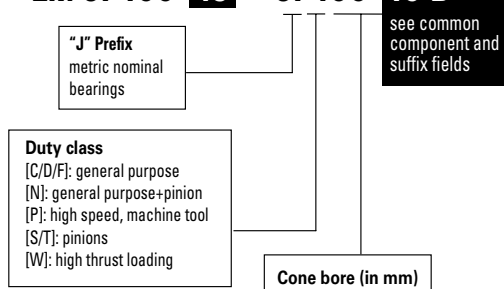 see common
component and
suffix fields
“J” Prefix
metric nominal
bearings
Duty class
[C/D/F]: general purpose
[N]: general purpose+pinion
[P]: high speed, machine tool
[S/T]: pinions
[W]: high thrust loading
Cone bore (in mm)